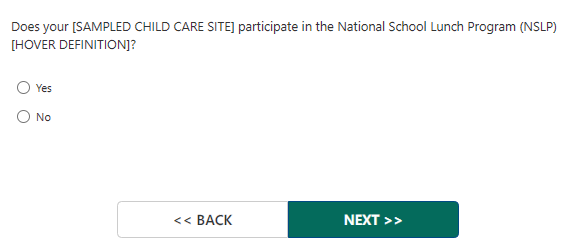 Does your [SAMPLED CHILD CARE SITE] participate in the National School Lunch Program (NSLP)
[HOVER DEFINITION]?
Yes
No
<< BACK
NEXT >>